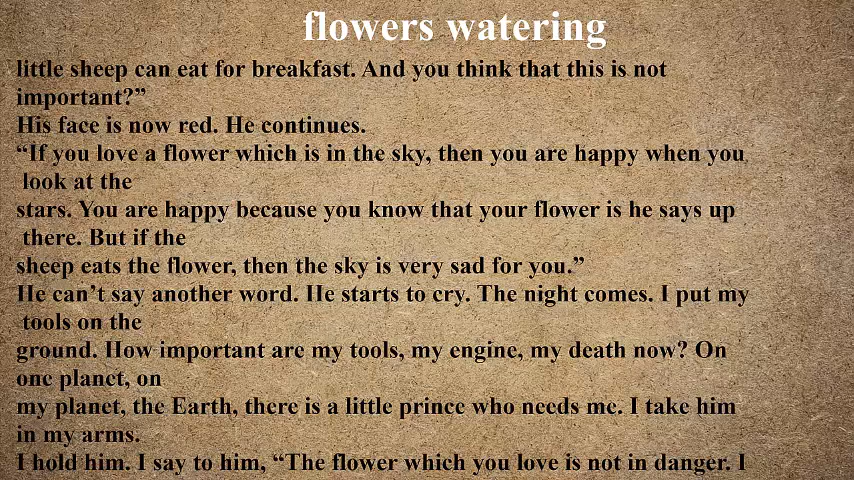 flowers watering
little sheep can eat for breakfast. And you think that this is not
important?”
His face is now red. He continues.
“If you love a flower which is in the sky, then you are happy when you
look at the
stars. You are happy because you know that your flower is he says up
there. But if the
sheep eats the flower, then the sky is very sad for you.”
He can’t say another word. He starts to cry. The night comes. I put my
tools on the
ground. How important are my tools, my engine, my death now? On
one planet, on
my planet, the Earth, there is a little prince who needs me. I take him
in my arms.
I hold him. I say to him, “The flower which you love is not in danger. I